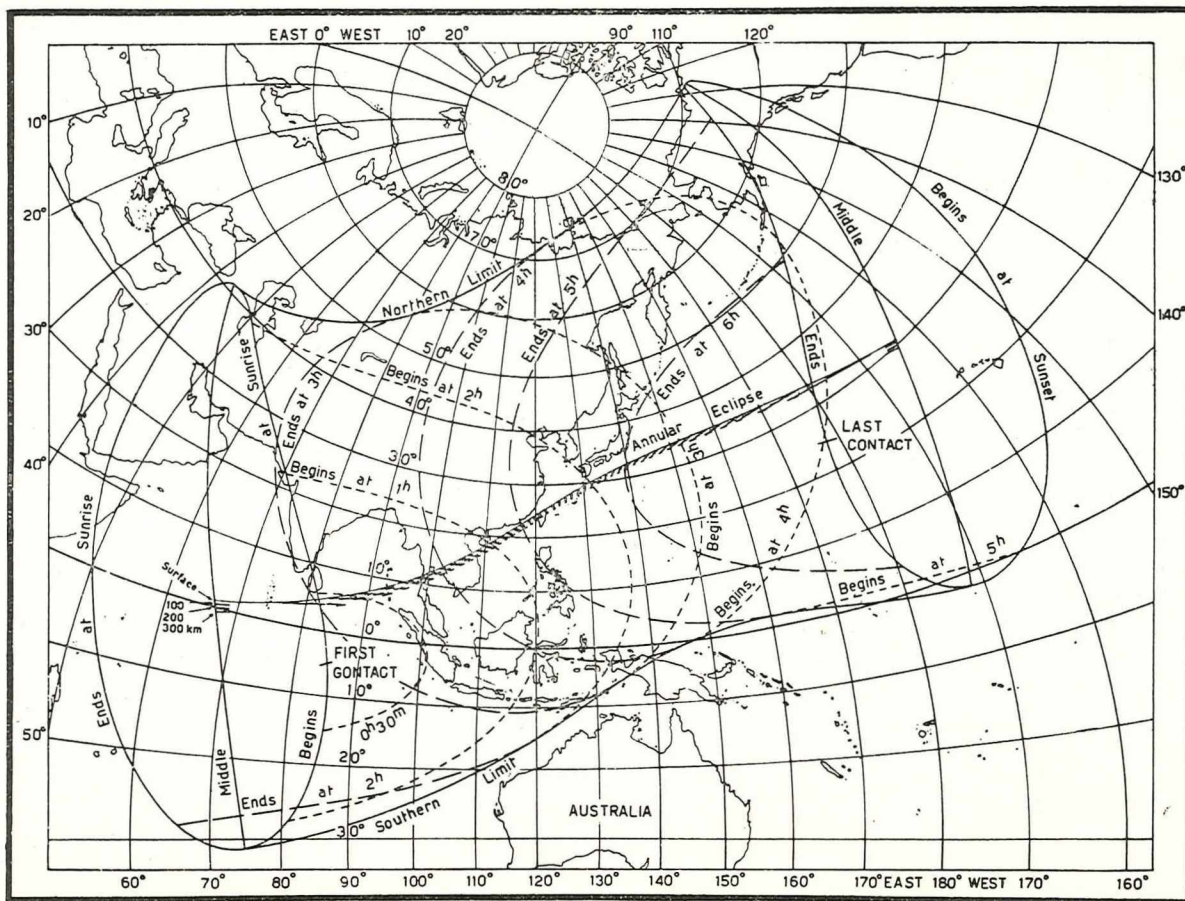 EAST 0° WEST 10° 20° 90° 110° 120°
10°
20°
30°
40°
50°
130°
140°
150°
80°
70°
Northern Limit
50°
40°
30°
10°
0°
10°
20°
30°
Ends at 4h
Ends at 5h
Ends at 6h
Ends at 3h
Begins at 2h
Begins at 1h
Sunrise at
Middle
Begins
at
Sunset
Ends
Annular Eclipse
LAST
CONTACT
Begins at 3h
Begins at 4h
Begins at 5h
Sunrise
at
Ends
Surface
100
200
300 km
FIRST
GONTACT
0h 30m
Begins
Middle
Ends at 2h
Southern Limit
AUSTRALIA
60° 70° 80° 90° 100° 110° 120° 130° 140° 150° 160° 170° EAST 180° WEST 170° 160°